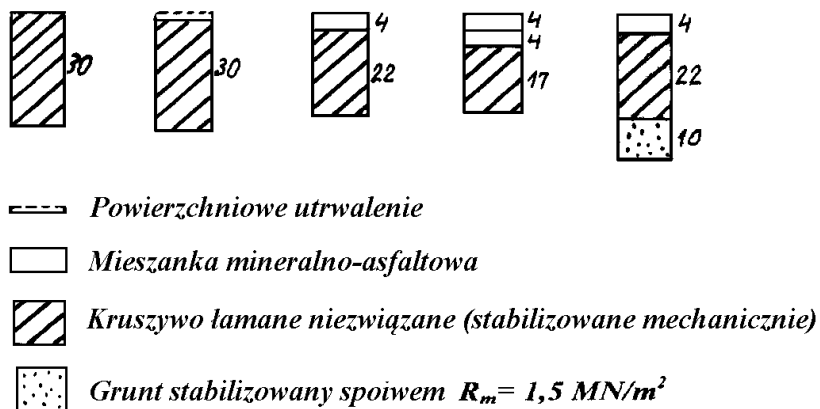 30
30
4
22
4
4
17
4
22
10
Powierzchniowe utrwalenie
Mieszanka mineralno-asfaltowa
Kruszywo łamane niezwiązane (stabilizowane mechanicznie)
Grunt stabilizowany spoiwem Rm= 1,5 MN/m²